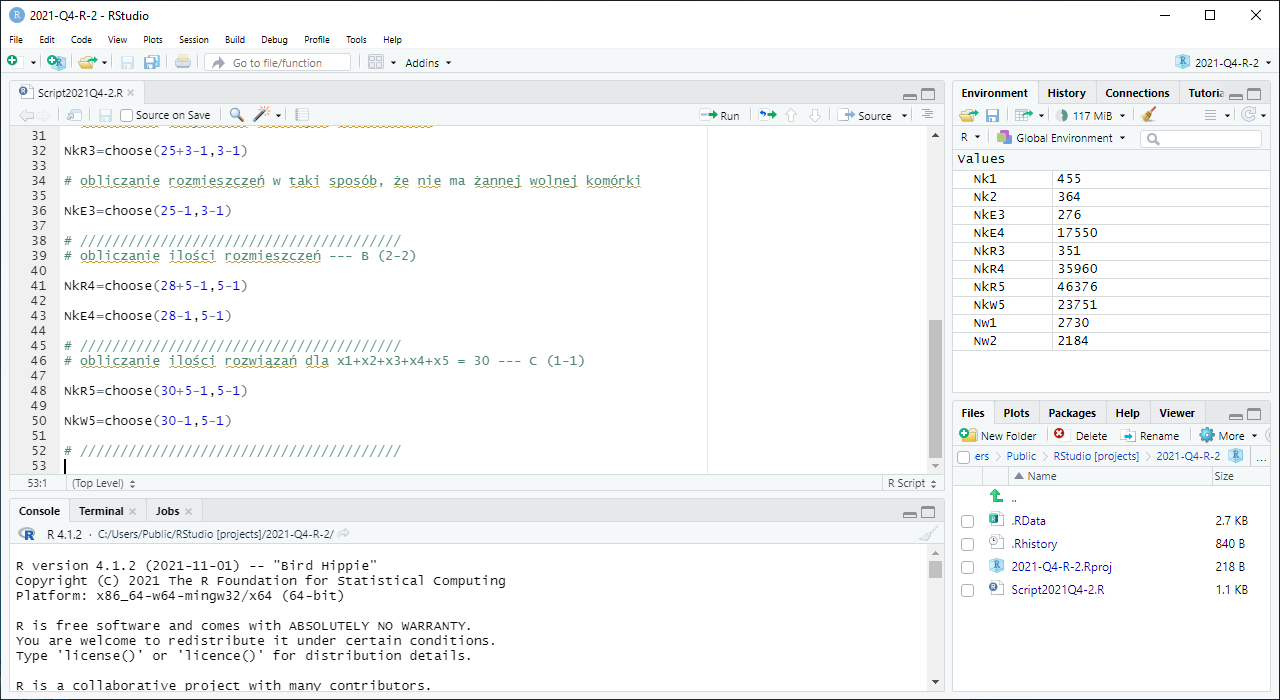 2021-Q4-R-2 - RStudio
File Edit Code View Plots Session Build Debug Profile Tools Help
Go to file/function Addins 2021-Q4-R-2
Script2021Q4-2.R
Source on Save Run Source
31
32 NkR3=choose(25+3-1,3-1)
33
34 # obliczanie rozmieszczeń w taki sposób, że nie ma żannej wolnej komórki
35
36 NkE3=choose(25-1,3-1)
37
38 # ////////////////////////////////////////
39 # obliczanie ilości rozmieszczeń --- B (2-2)
40
41 NkR4=choose(28+5-1,5-1)
42
43 NkE4=choose(28-1,5-1)
44
45 # ////////////////////////////////////////
46 # obliczanie ilości rozwiązań dla x1+x2+x3+x4+x5 = 30 --- C (1-1)
47
48 NkR5=choose(30+5-1,5-1)
49
50 NkW5=choose(30-1,5-1)
51
52 # ////////////////////////////////////////
53
53:1 (Top Level) R Script
Console Terminal Jobs
R 4.1.2 · C:/Users/Public/RStudio [projects]/2021-Q4-R-2/
R version 4.1.2 (2021-11-01) -- "Bird Hippie"
Copyright (C) 2021 The R Foundation for Statistical Computing
Platform: x86_64-w64-mingw32/x64 (64-bit)
R is free software and comes with ABSOLUTELY NO WARRANTY.
You are welcome to redistribute it under certain conditions.
Type 'license()' or 'licence()' for distribution details.
R is a collaborative project with many contributors.
Environment History Connections Tutoria
117 MiB
R Global Environment
Values
Nk1 455
Nk2 364
NkE3 276
NkE4 17550
NkR3 351
NkR4 35960
NkR5 46376
NkW5 23751
Nw1 2730
Nw2 2184
Files Plots Packages Help Viewer
New Folder Delete Rename More
ers Public RStudio [projects] 2021-Q4-R-2 ...
Name Size
..
.RData 2.7 KB
.Rhistory 840 B
2021-Q4-R-2.Rproj 218 B
Script2021Q4-2.R 1.1 KB